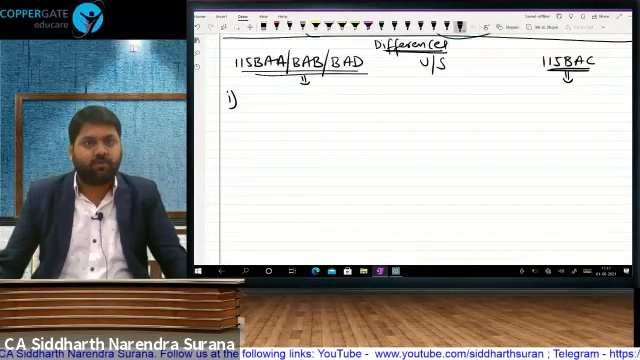 COPPERGATE
educare
Differences
115BAA/BAB/BAD V/S 115BAC
i)
CA Siddharth Narendra Surana
CA Siddharth Narendra Surana. Follow us at the following links: YouTube - www.youtube.com/siddharthsuran ; Telegram - https:/